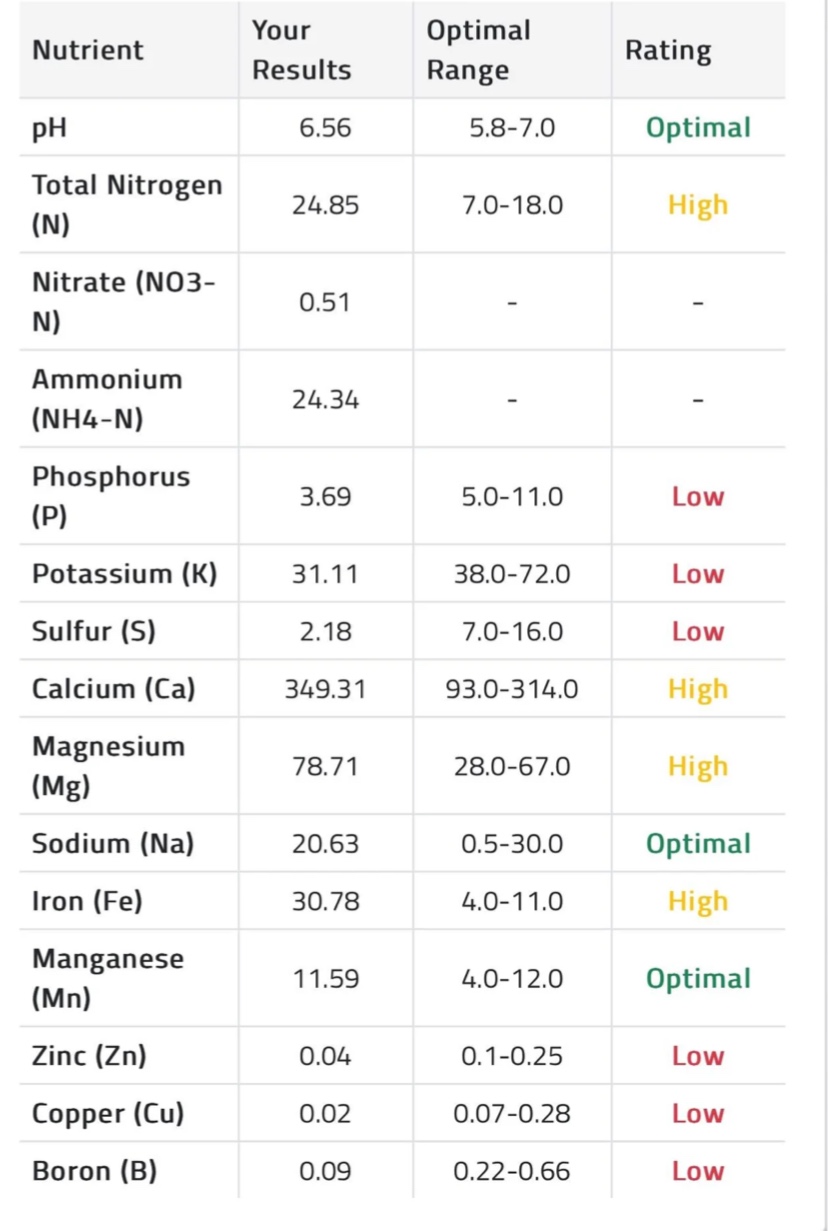 Nutrient Your Results Optimal Range Rating
pH 6.56 5.8-7.0 Optimal
Total Nitrogen (N) 24.85 7.0-18.0 High
Nitrate (NO3-N) 0.51 - -
Ammonium (NH4-N) 24.34 - -
Phosphorus (P) 3.69 5.0-11.0 Low
Potassium (K) 31.11 38.0-72.0 Low
Sulfur (S) 2.18 7.0-16.0 Low
Calcium (Ca) 349.31 93.0-314.0 High
Magnesium (Mg) 78.71 28.0-67.0 High
Sodium (Na) 20.63 0.5-30.0 Optimal
Iron (Fe) 30.78 4.0-11.0 High
Manganese (Mn) 11.59 4.0-12.0 Optimal
Zinc (Zn) 0.04 0.1-0.25 Low
Copper (Cu) 0.02 0.07-0.28 Low
Boron (B) 0.09 0.22-0.66 Low